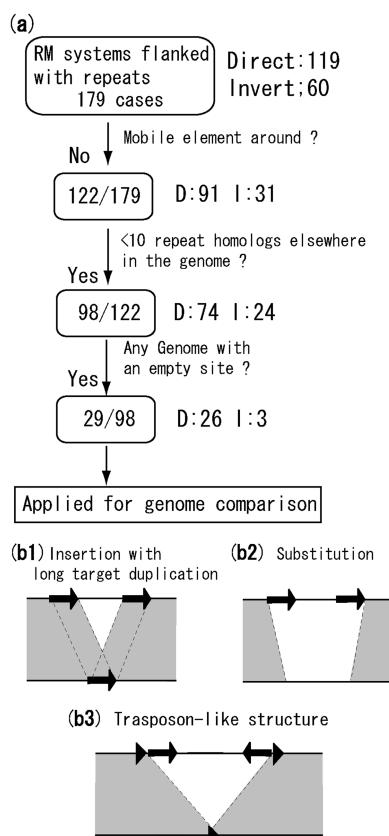 (a)
RM systems flanked
with repeats
179 cases
Direct:119
Invert;60
Mobile element around ?
No
122/179
D:91 I:31
<10 repeat homologs elsewhere
in the genome ?
Yes
98/122
D:74 I:24
Any Genome with
an empty site ?
Yes
29/98
D:26 I:3
Applied for genome comparison
(b1) Insertion with
long target duplication
(b2) Substitution
(b3) Trasposon-like structure